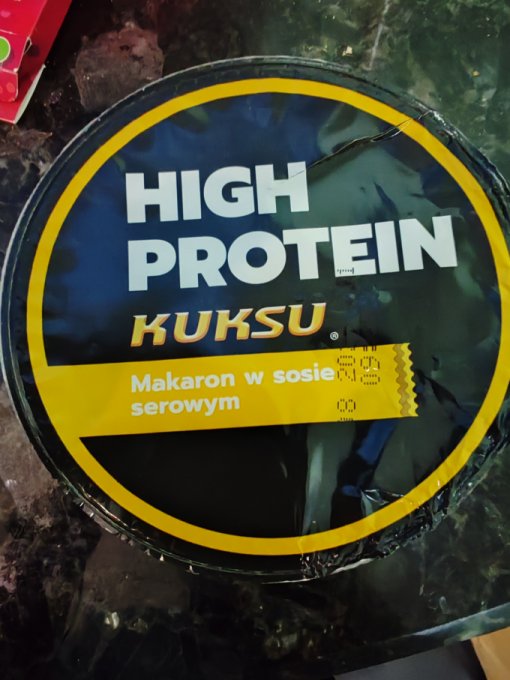 HIGH
PROTEIN
KUKSU®
Makaron w sosie
serowym